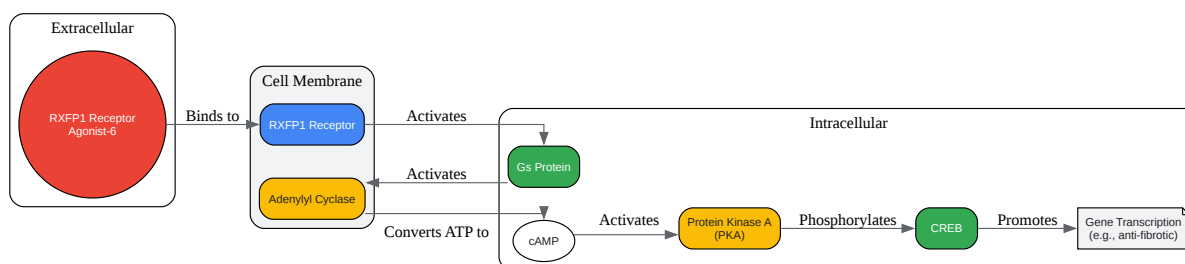 Extracellular
RXFP1 Receptor
Agonist-6
Binds to
Cell Membrane
RXFP1 Receptor
Adenylyl Cyclase
Activates
Activates
Converts ATP to
Intracellular
Gs Protein
cAMP
Activates
Protein Kinase A
(PKA)
Phosphorylates
CREB
Promotes
Gene Transcription
(e.g., anti-fibrotic)